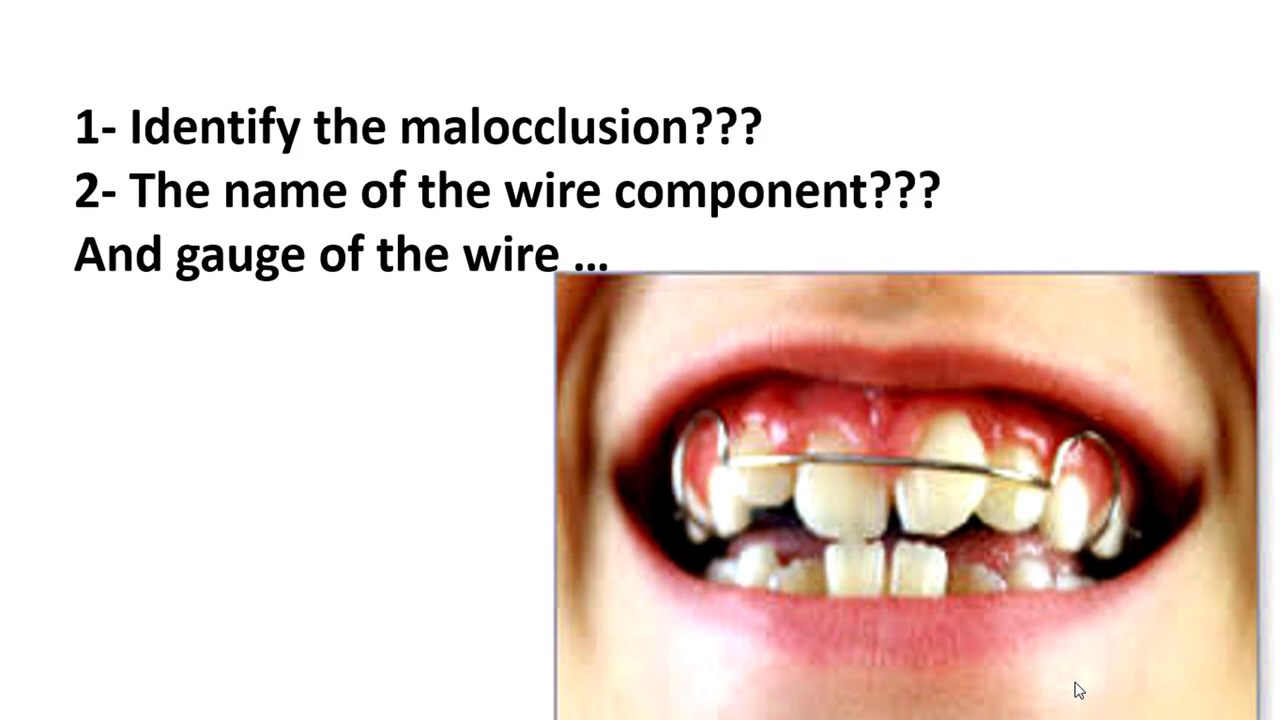 1- Identify the malocclusion???
2- The name of the wire component???
And gauge of the wire ...